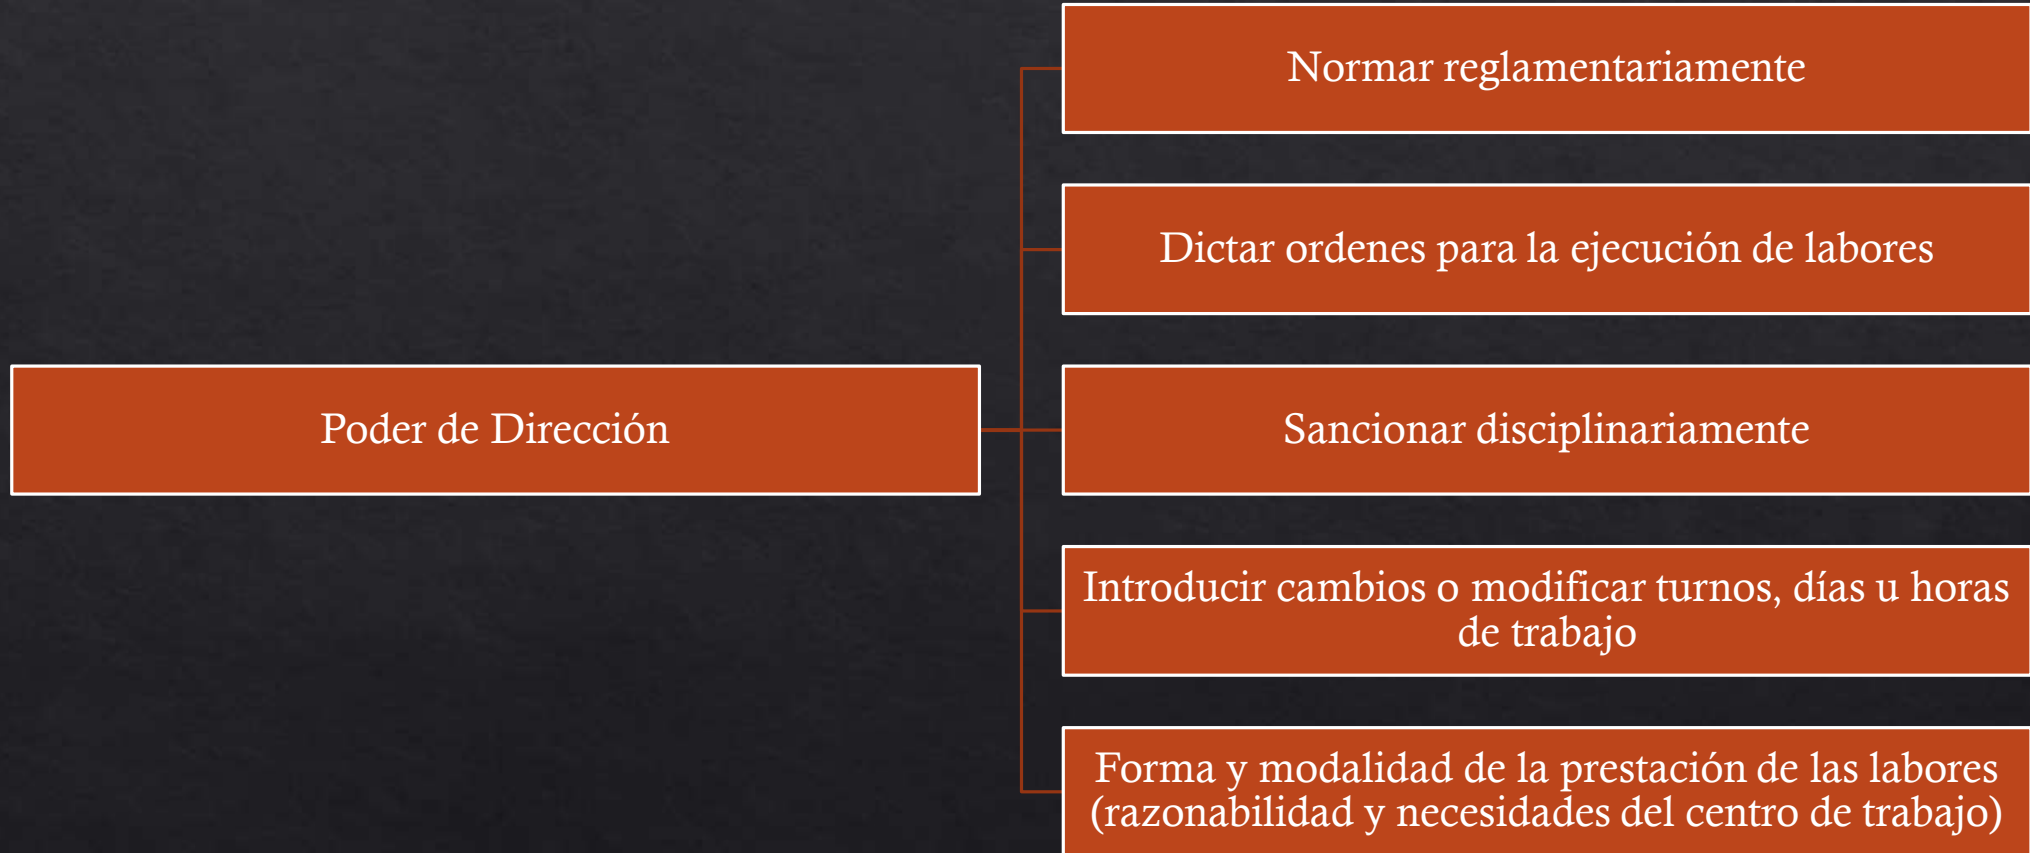 Normar reglamentariamente
Dictar ordenes para la ejecución de labores
Poder de Dirección
Sancionar disciplinariamente
Introducir cambios o modificar turnos, días u horas
de trabajo
Forma y modalidad de la prestación de las labores
(razonabilidad y necesidades del centro de trabajo)